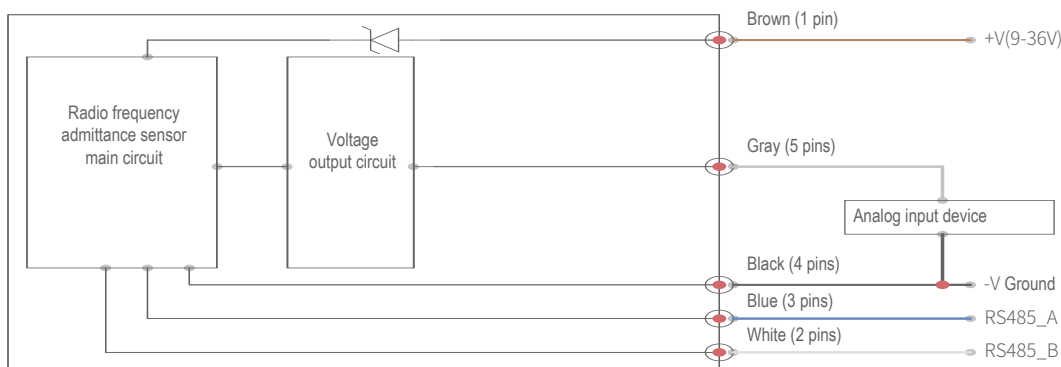 Brown (1 pin)
+V(9-36V)
Radio frequency
admittance sensor
main circuit
Voltage
output circuit
Gray (5 pins)
Analog input device
Black (4 pins)
-V Ground
Blue (3 pins)
RS485_A
White (2 pins)
RS485_B